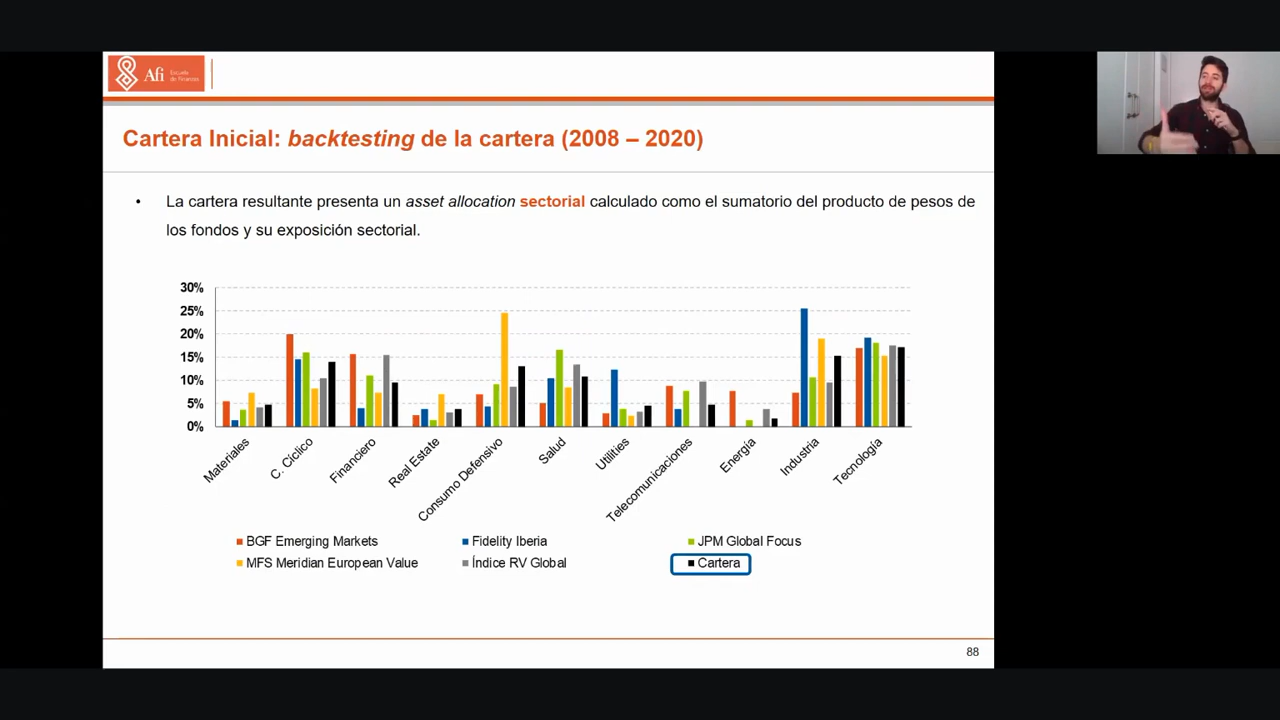 Afi Escuela
de Finanzas
Cartera Inicial: backtesting de la cartera (2008 – 2020)
• La cartera resultante presenta un asset allocation sectorial calculado como el sumatorio del producto de pesos de
los fondos y su exposición sectorial.
30%
25%
20%
15%
10%
5%
0%
Materiales
C. Cíclico
Financiero
Real Estate
Consumo Defensivo
Salud
Utilities
Telecomunicaciones
Energía
Industria
Tecnología
BGF Emerging Markets
Fidelity Iberia
JPM Global Focus
MFS Meridian European Value
Índice RV Global
Cartera
88